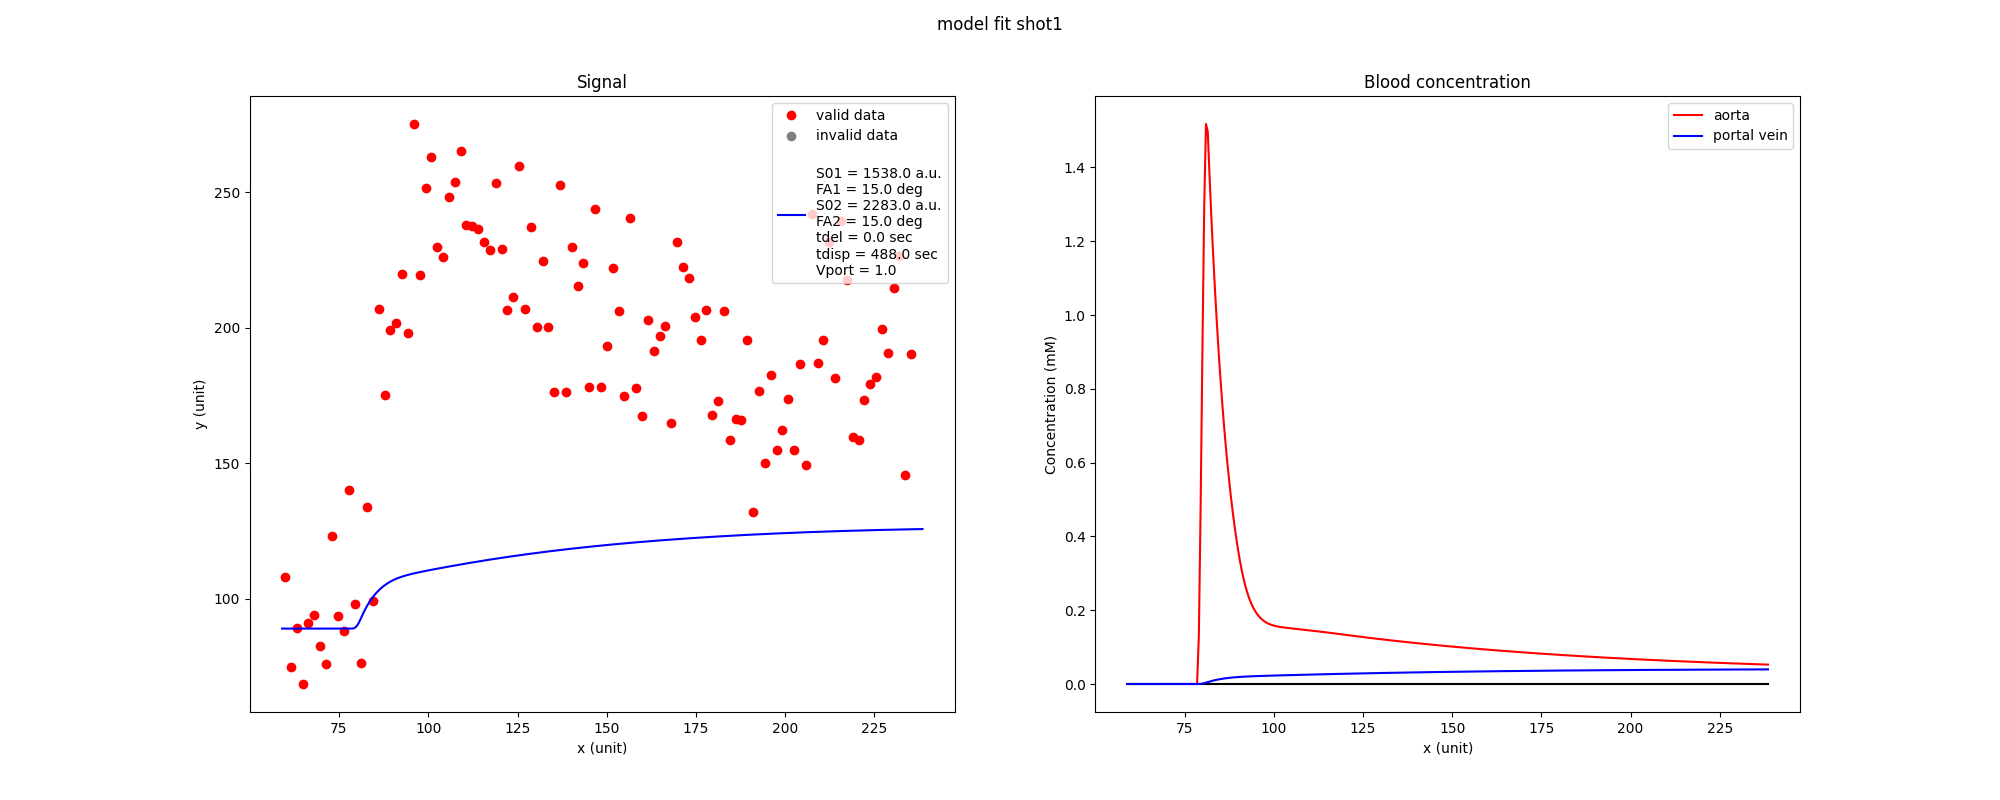 model fit shot1
Signal
y (unit)
250
200
150
100
75
100
125
150
175
200
225
x (unit)
valid data
invalid data
S01 = 1538.0 a.u.
FA1 = 15.0 deg
S02 = 2283.0 a.u.
FA2 = 15.0 deg
tdel = 0.0 sec
tdisp = 488.0 sec
Vport = 1.0
Blood concentration
Concentration (mM)
1.4
1.2
1.0
0.8
0.6
0.4
0.2
0.0
75
100
125
150
175
200
225
x (unit)
aorta
portal vein